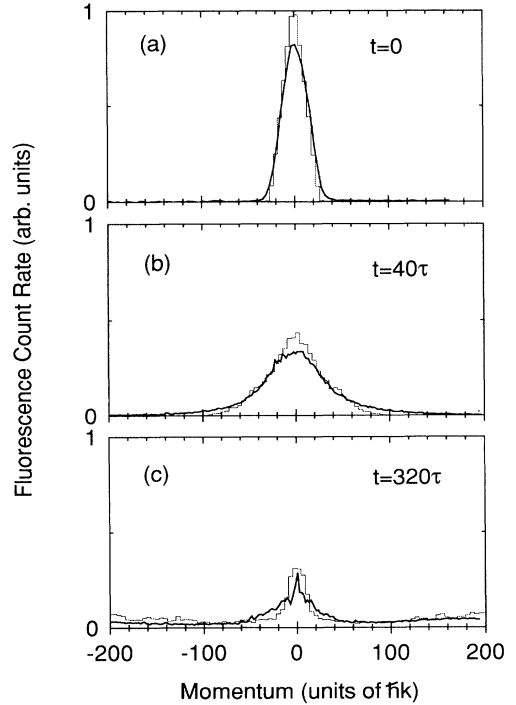 1
(a)
t=0
0
1
(b)
t=40τ
0
1
(c)
t=320τ
0
-200
-100
0
100
200
Momentum (units of ℏk)
Fluorescence Count Rate (arb. units)